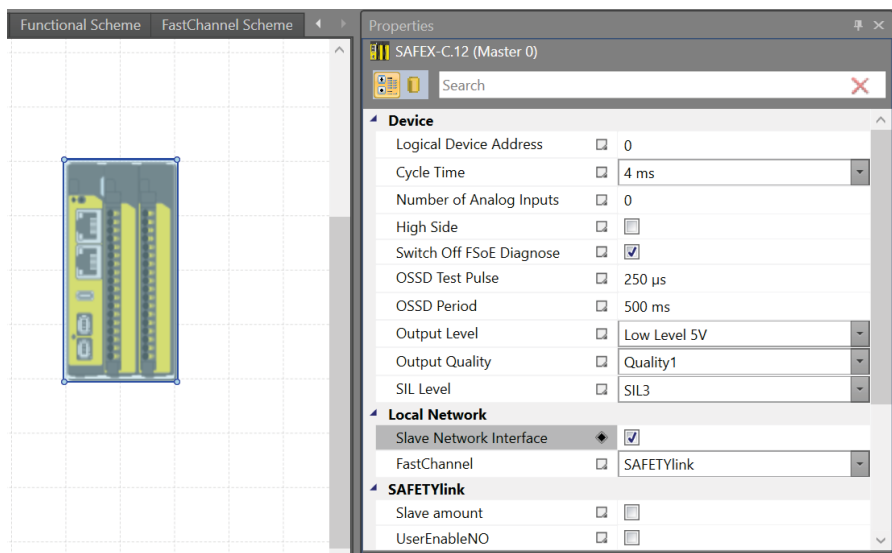 Functional Scheme FastChannel Scheme
Properties
SAFEX-C.12 (Master 0)
Search
Device
Logical Device Address 0
Cycle Time 4 ms
Number of Analog Inputs 0
High Side
Switch Off FSoE Diagnose
OSSD Test Pulse 250 µs
OSSD Period 500 ms
Output Level Low Level 5V
Output Quality Quality1
SIL Level SIL3
Local Network
Slave Network Interface
FastChannel SAFETYlink
SAFETYlink
Slave amount
UserEnableNO